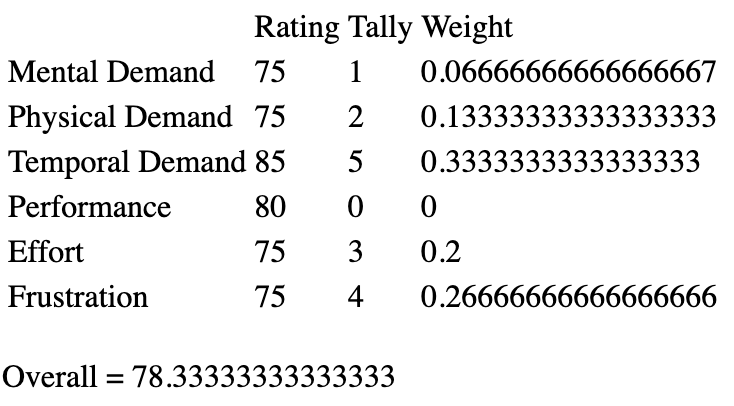 Rating Tally Weight
Mental Demand 75 1 0.06666666666666667
Physical Demand 75 2 0.13333333333333333
Temporal Demand 85 5 0.3333333333333333
Performance 80 0 0
Effort 75 3 0.2
Frustration 75 4 0.26666666666666666
Overall = 78.33333333333333